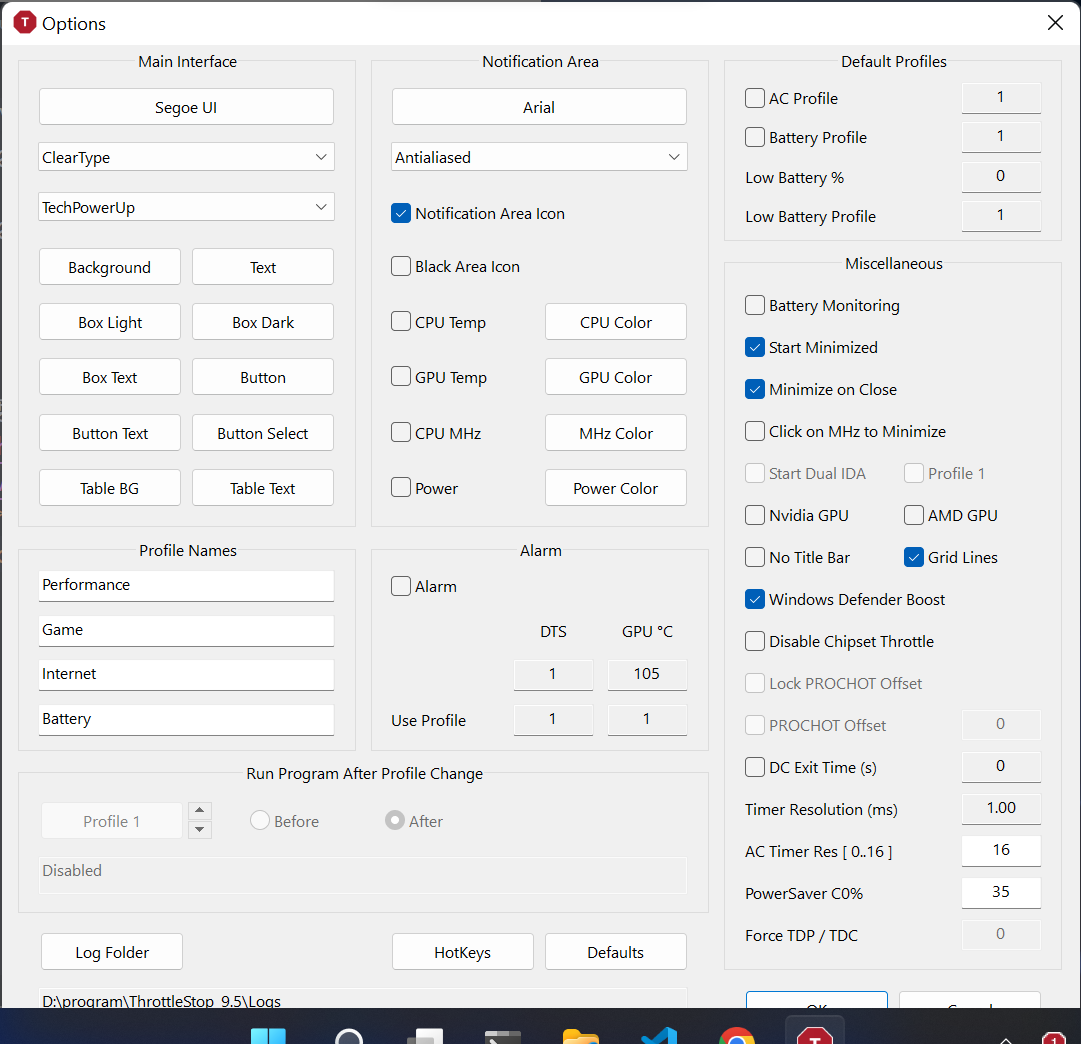 T Options
Main Interface
Segoe UI
ClearType
TechPowerUp
Background Text
Box Light Box Dark
Box Text Button
Button Text Button Select
Table BG Table Text
Notification Area
Arial
Antialiased
Notification Area Icon
Black Area Icon
CPU Temp CPU Color
GPU Temp GPU Color
CPU MHz MHz Color
Power Power Color
Default Profiles
AC Profile 1
Battery Profile 1
Low Battery % 0
Low Battery Profile 1
Miscellaneous
Battery Monitoring
Start Minimized
Minimize on Close
Click on MHz to Minimize
Start Dual IDA Profile 1
Nvidia GPU AMD GPU
No Title Bar Grid Lines
Windows Defender Boost
Disable Chipset Throttle
Lock PROCHOT Offset
PROCHOT Offset 0
DC Exit Time (s) 0
Timer Resolution (ms) 1.00
AC Timer Res [ 0..16 ] 16
PowerSaver C0% 35
Force TDP / TDC 0
Profile Names
Performance
Game
Internet
Battery
Alarm
Alarm
DTS GPU °C
1 105
Use Profile 1 1
Run Program After Profile Change
Profile 1 Before After
Disabled
Log Folder HotKeys Defaults
D:\program\ThrottleStop_9.5\Logs
OK Cancel
T 1